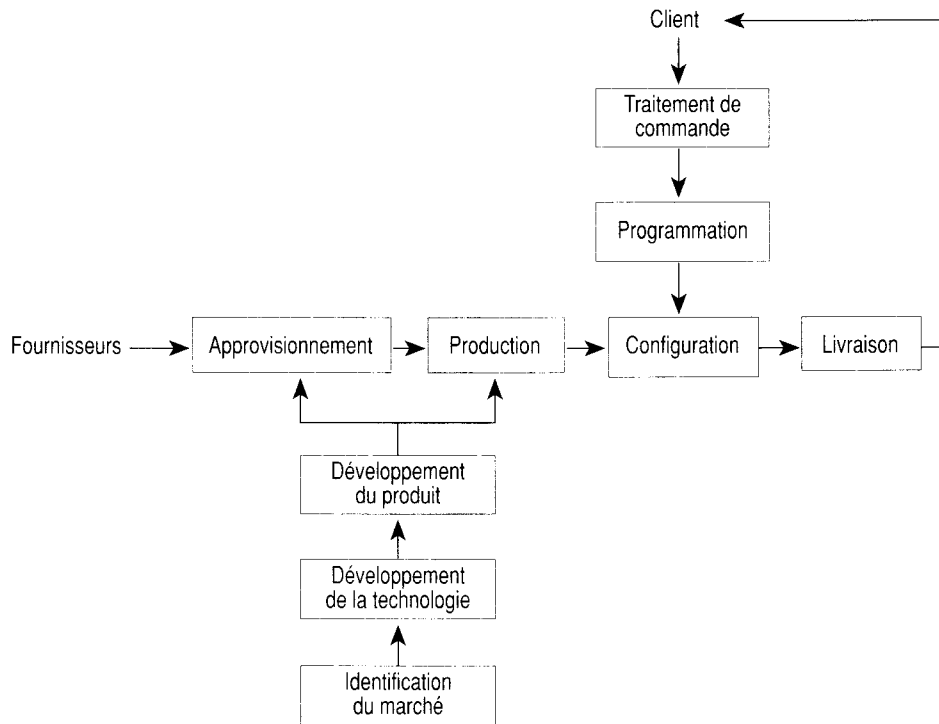 Client
Traitement de
commande
Programmation
Fournisseurs
Approvisionnement
Production
Configuration
Livraison
Développement
du produit
Développement
de la technologie
Identification
du marché